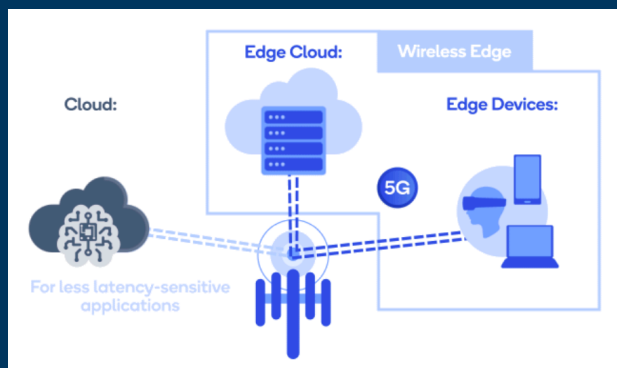 Edge Cloud:
Wireless Edge
Cloud:
Edge Devices:
5G
For less latency-sensitive
applications